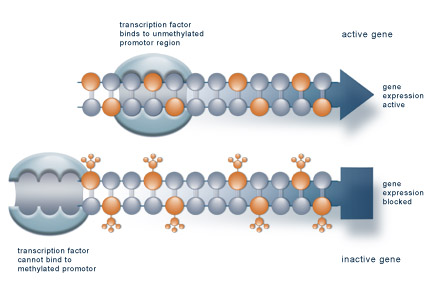 transcription factor
binds to unmethylated
promotor region
active gene
gene
expression
active
gene
expression
blocked
transcription factor
cannot bind to
methylated promotor
inactive gene